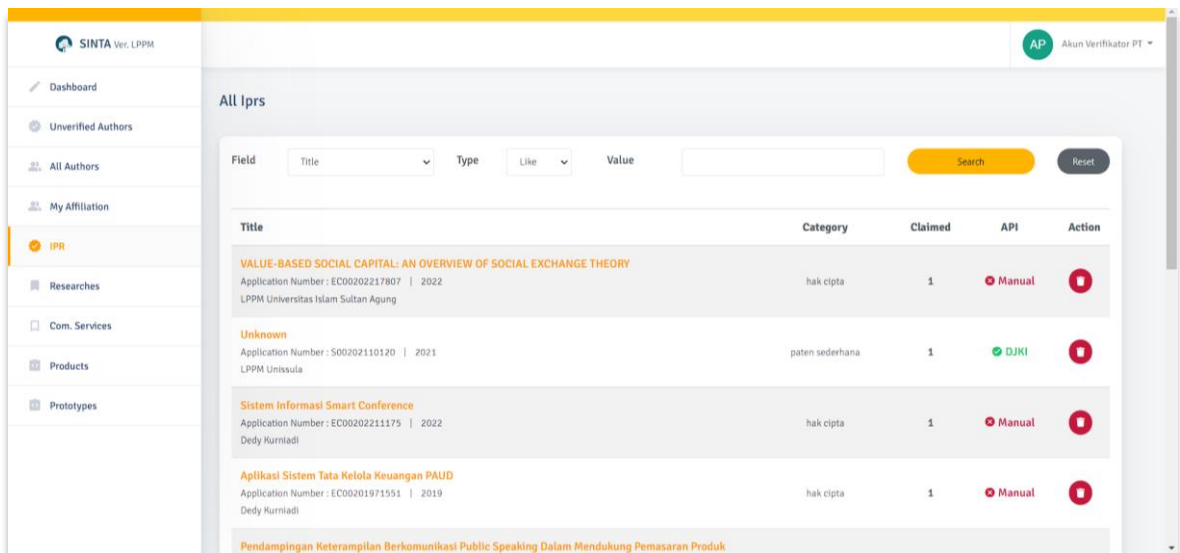 SINTA Ver. LPPM
AP Akun Verifikator PT
Dashboard
Unverified Authors
All Authors
My Affiliation
IPR
Researches
Com. Services
Products
Prototypes
All Iprs
Field Title Type Like Value Search Reset
Title Category Claimed API Action
VALUE-BASED SOCIAL CAPITAL: AN OVERVIEW OF SOCIAL EXCHANGE THEORY
Application Number : EC00202217807 | 2022
LPPM Universitas Islam Sultan Agung
hak cipta 1 Manual
Unknown
Application Number : S00202110120 | 2021
LPPM Unissula
paten sederhana 1 DJKI
Sistem Informasi Smart Conference
Application Number : EC00202211175 | 2022
Dedy Kurniadi
hak cipta 1 Manual
Aplikasi Sistem Tata Kelola Keuangan PAUD
Application Number : EC00201971551 | 2019
Dedy Kurniadi
hak cipta 1 Manual
Pendampingan Keterampilan Berkomunikasi Public Speaking Dalam Mendukung Pemasaran Produk